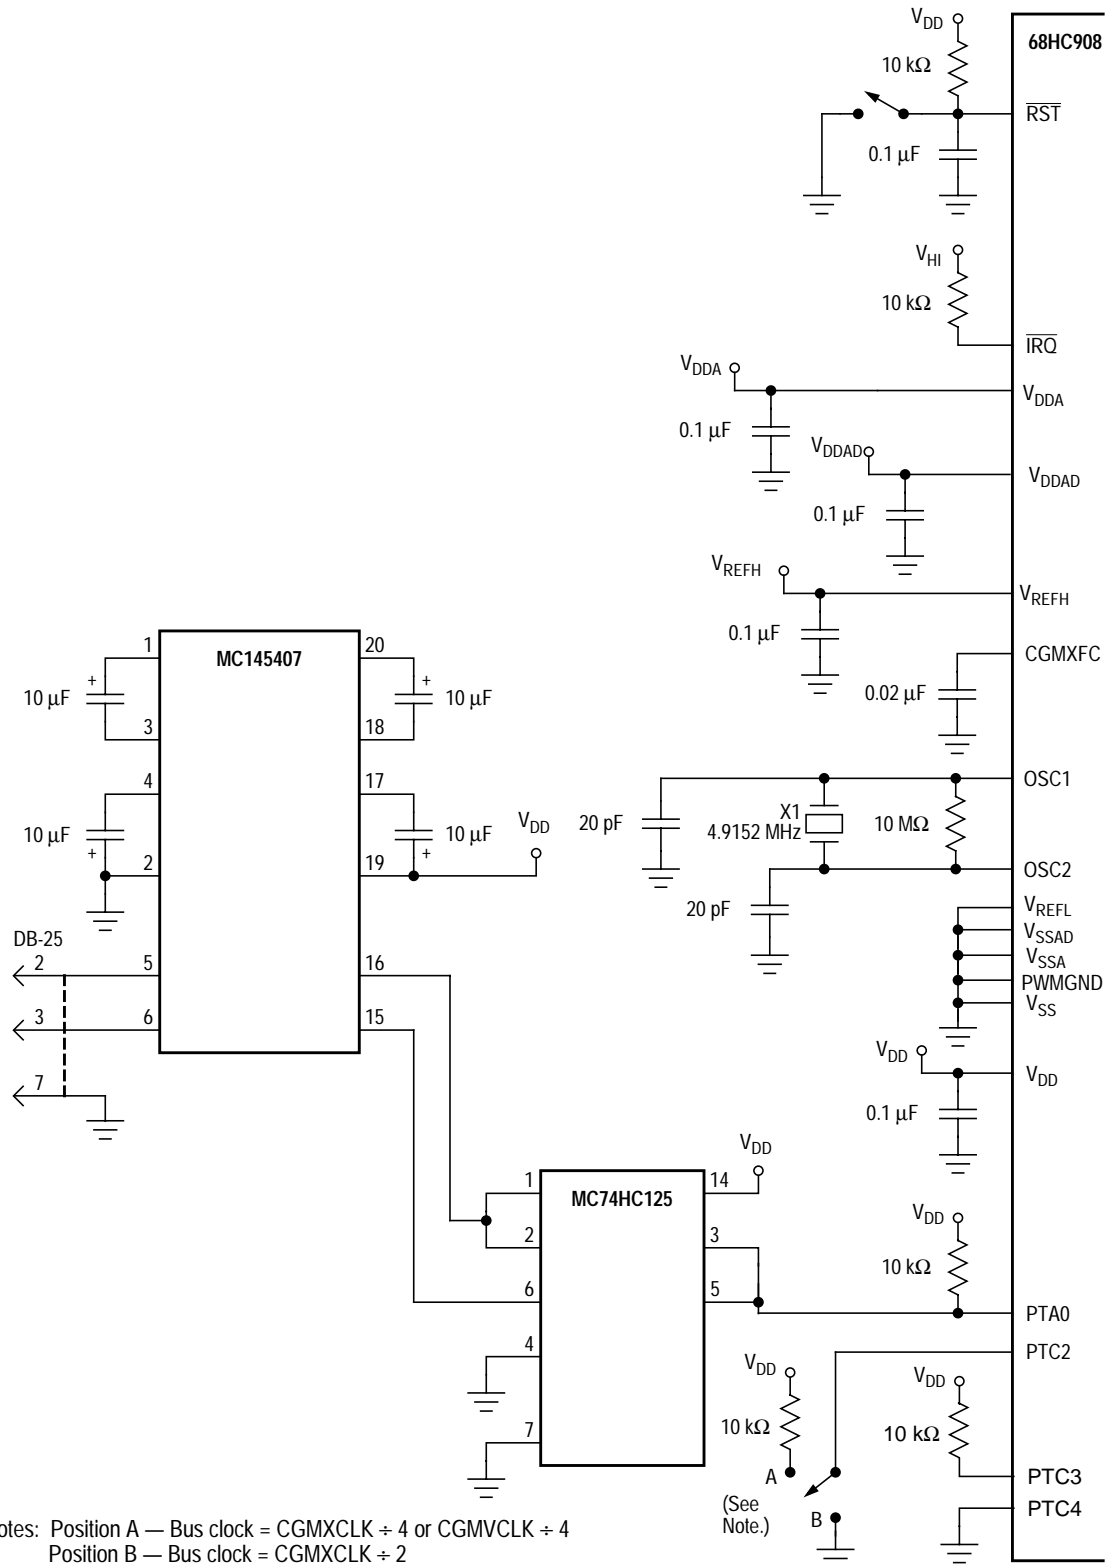 V_DD
68HC908
10 kΩ
RST
0.1 µF
V_HI
10 kΩ
IRQ
V_DDA
V_DDA
0.1 µF
V_DDAD
V_DDAD
0.1 µF
V_REFH
V_REFH
0.1 µF
CGMXFC
0.02 µF
1
MC145407
20
+
10 µF
+
10 µF
3
18
4
17
10 µF
+
10 µF
+
V_DD
2
19
OSC1
20 pF
X1
4.9152 MHz
10 MΩ
OSC2
20 pF
V_REFL
V_SSAD
V_SSA
PWMGND
V_SS
DB-25
2
5
16
3
6
15
7
V_DD
V_DD
0.1 µF
V_DD
1
MC74HC125
14
2
3
6
5
4
7
V_DD
10 kΩ
PTA0
PTC2
V_DD
10 kΩ
V_DD
10 kΩ
A
(See
Note.)
B
PTC3
PTC4
otes: Position A — Bus clock = CGMXCLK ÷ 4 or CGMVCLK ÷ 4
Position B — Bus clock = CGMXCLK ÷ 2